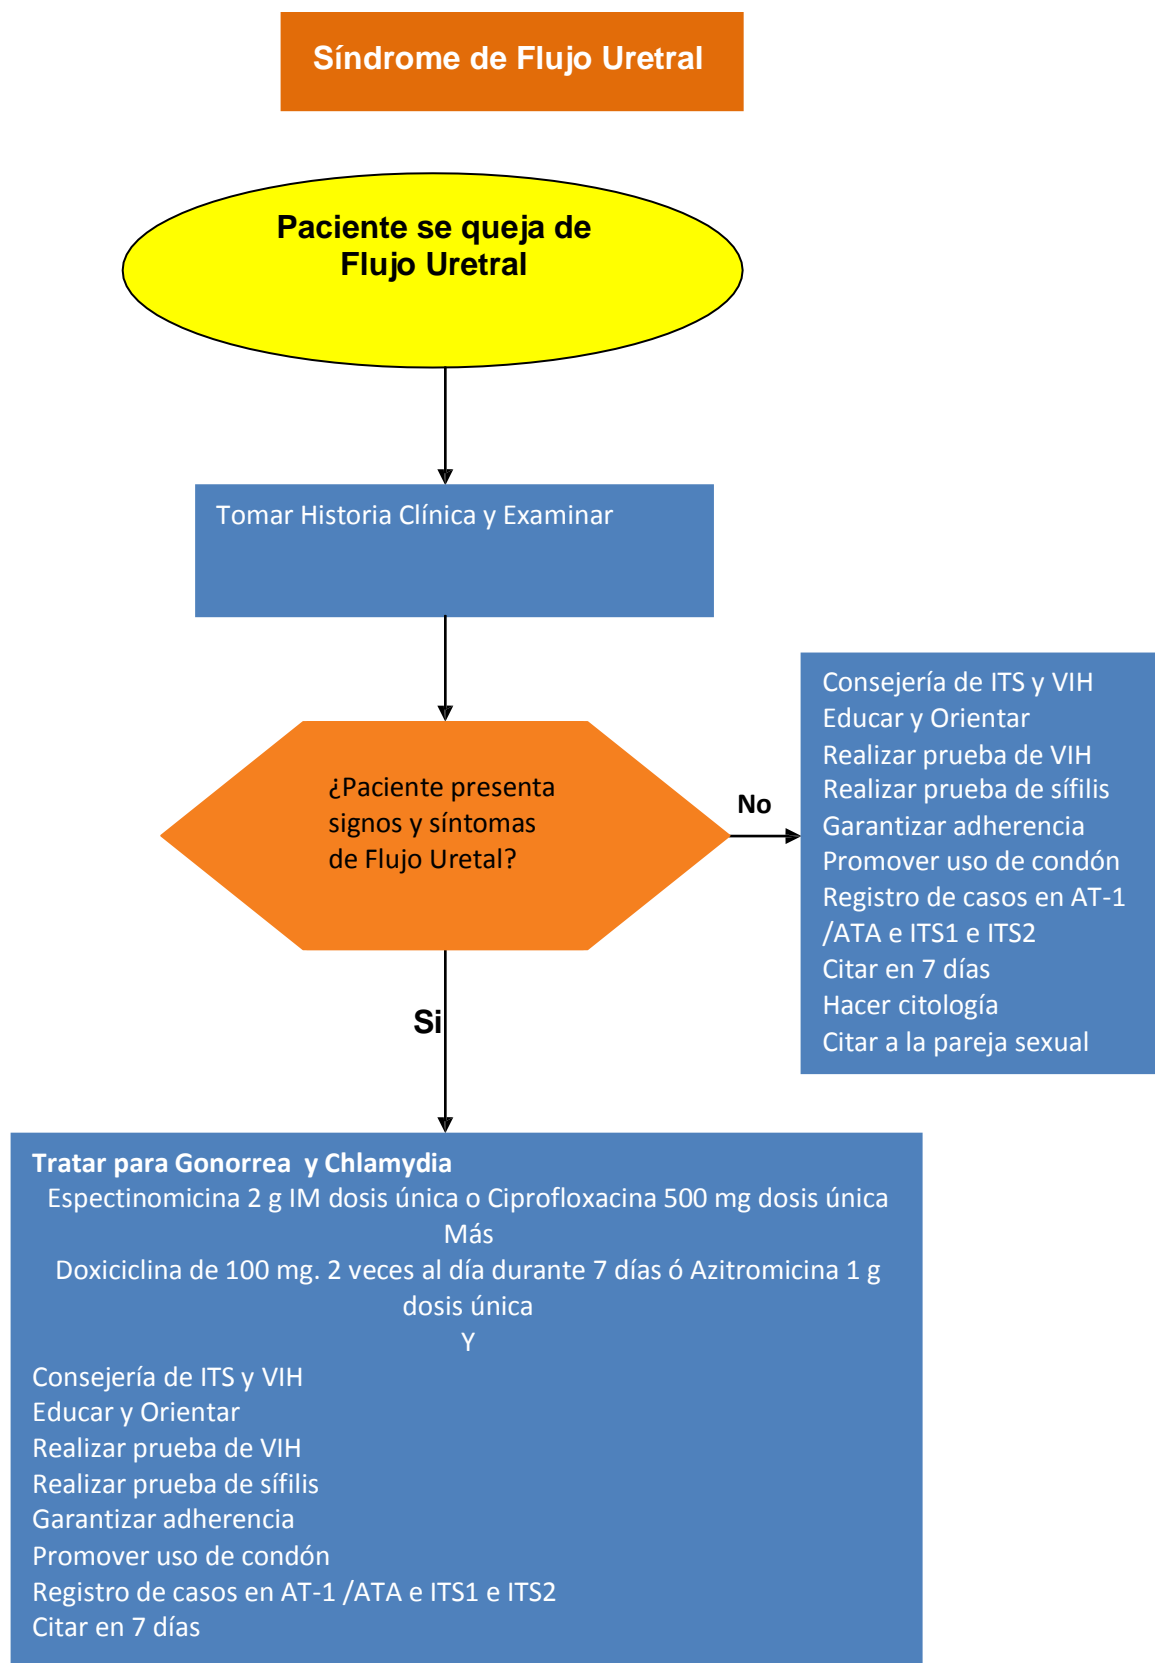 Síndrome de Flujo Uretral
Paciente se queja de
Flujo Uretral
Tomar Historia Clínica y Examinar
¿Paciente presenta
signos y síntomas
de Flujo Uretal?
No
Consejería de ITS y VIH
Educar y Orientar
Realizar prueba de VIH
Realizar prueba de sífilis
Garantizar adherencia
Promover uso de condón
Registro de casos en AT-1
/ATA e ITS1 e ITS2
Citar en 7 días
Hacer citología
Citar a la pareja sexual
Si
Tratar para Gonorrea y Chlamydia
Espectinomicina 2 g IM dosis única o Ciprofloxacina 500 mg dosis única
Más
Doxiciclina de 100 mg. 2 veces al día durante 7 días ó Azitromicina 1 g
dosis única
Y
Consejería de ITS y VIH
Educar y Orientar
Realizar prueba de VIH
Realizar prueba de sífilis
Garantizar adherencia
Promover uso de condón
Registro de casos en AT-1 /ATA e ITS1 e ITS2
Citar en 7 días